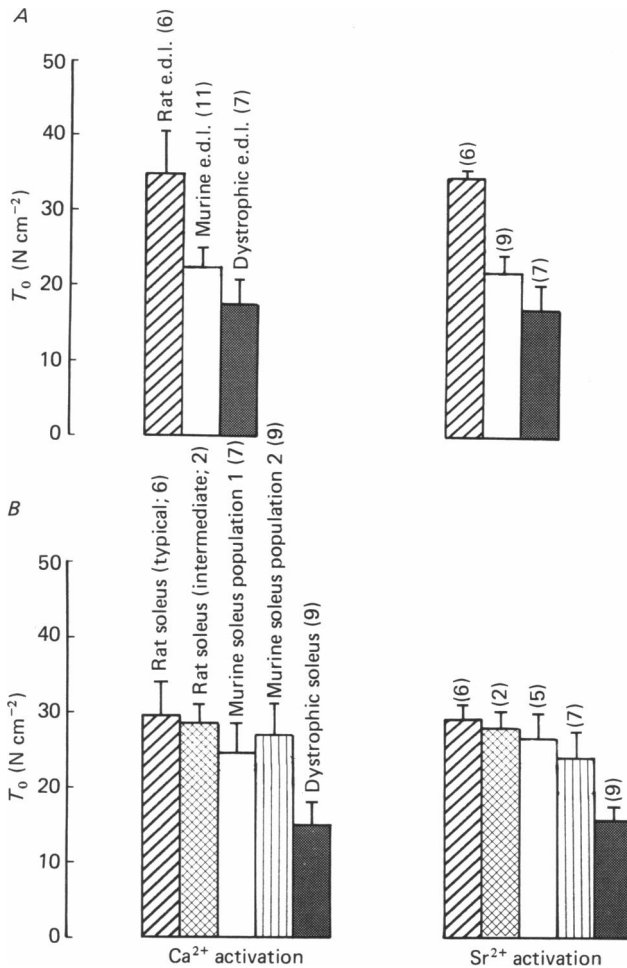 A
50
40
30
20
10
0
T₀ (N cm⁻²)
Rat e.d.l. (6)
Murine e.d.l. (11)
Dystrophic e.d.l. (7)
(6)
(9)
(7)
B
50
40
30
20
10
0
T₀ (N cm⁻²)
Rat soleus (typical; 6)
Rat soleus (intermediate; 2)
Murine soleus population 1 (7)
Murine soleus population 2 (9)
Dystrophic soleus (9)
(6)
(2)
(5)
(7)
(9)
Ca²⁺ activation
Sr²⁺ activation